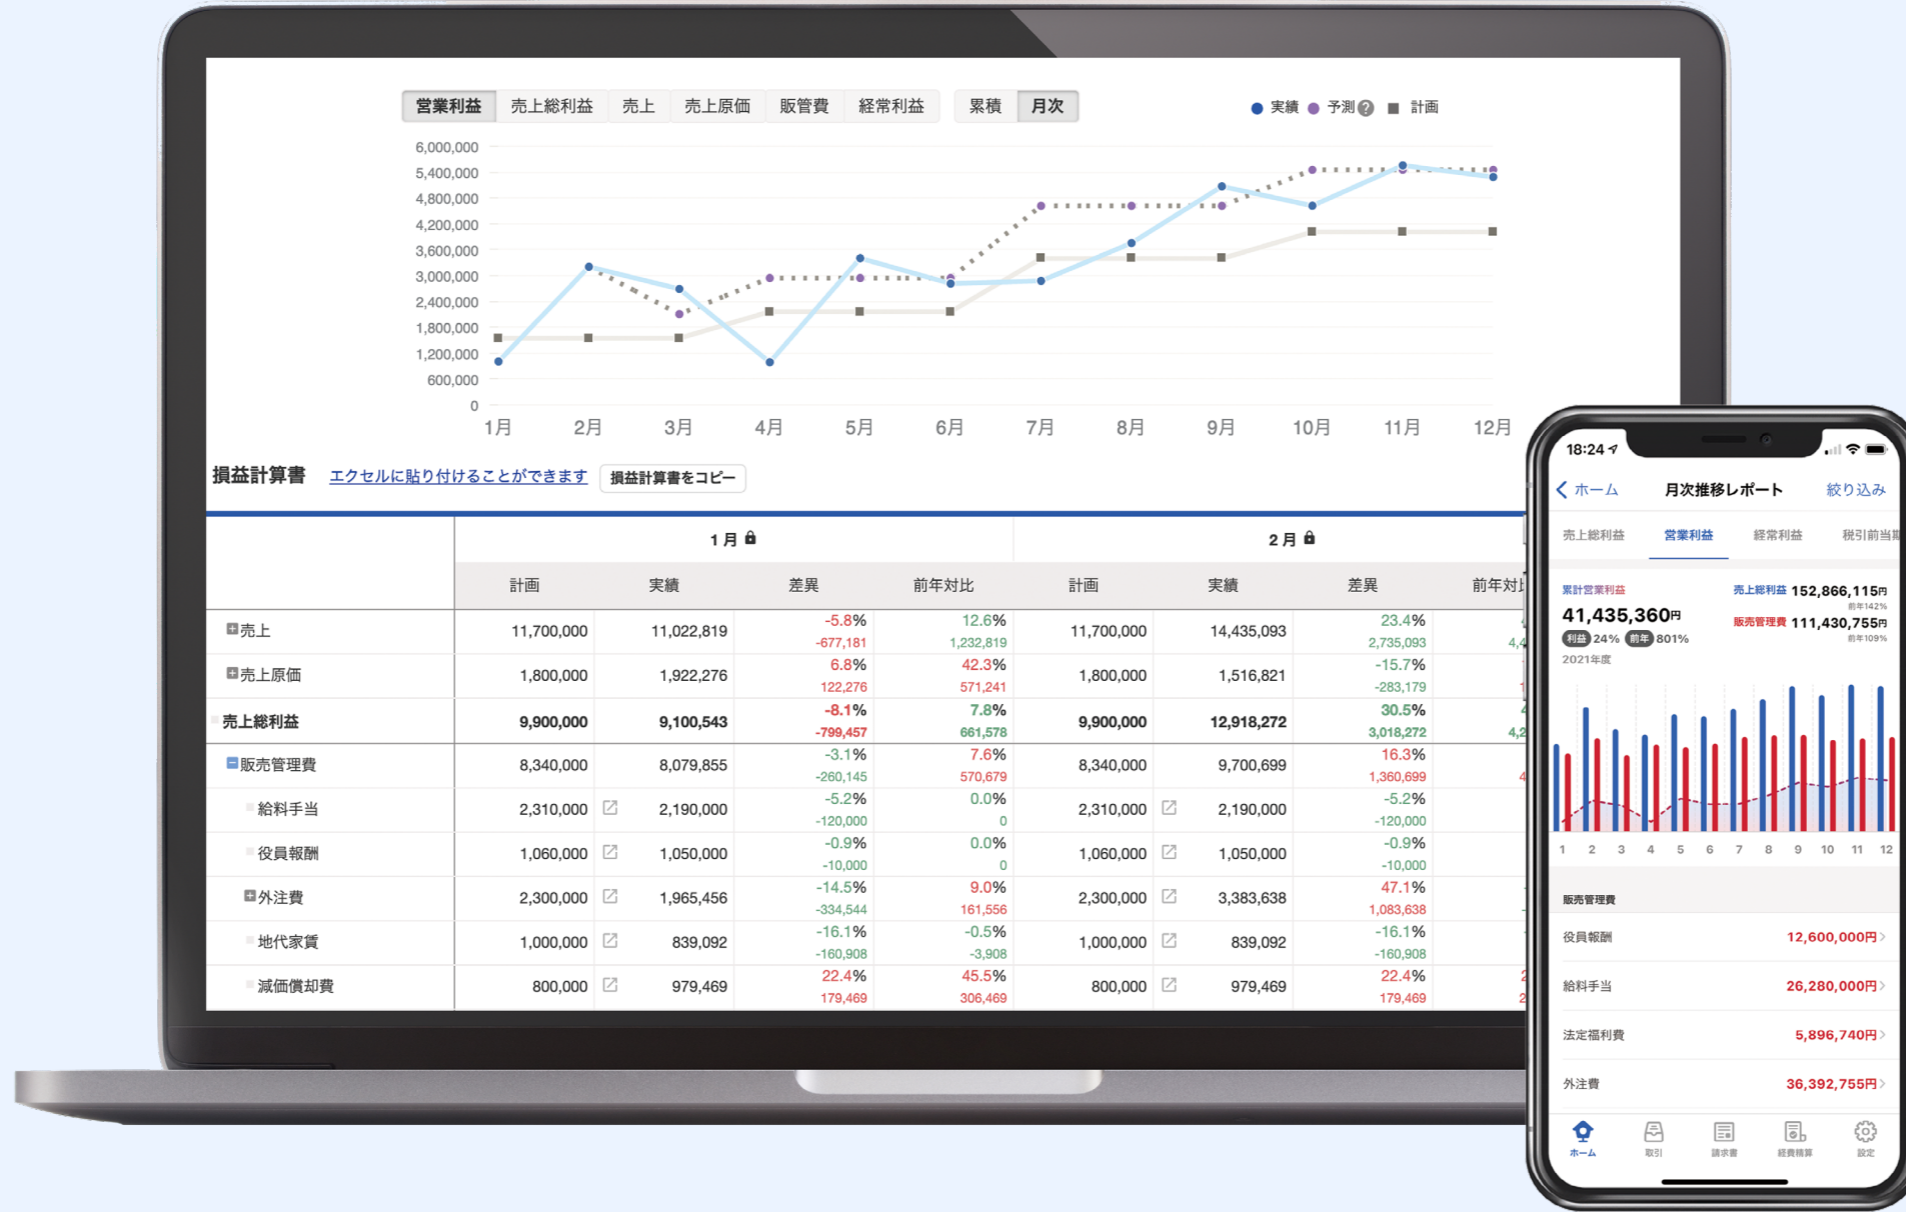 営業利益 売上総利益 売上 売上原価 販管費 経常利益 累積 月次 実績 予測 ? 計画
6,000,000
5,400,000
4,800,000
4,200,000
3,600,000
3,000,000
2,400,000
1,800,000
1,200,000
600,000
0
1月 2月 3月 4月 5月 6月 7月 8月 9月 10月 11月 12月
損益計算書 エクセルに貼り付けることができます 損益計算書をコピー
1月 2月
計画 実績 差異 前年対比 計画 実績 差異 前年対
売上 11,700,000 11,022,819 -5.8% 12.6% 11,700,000 14,435,093 23.4%
-677,181 1,232,819 2,735,093 4,4
売上原価 1,800,000 1,922,276 6.8% 42.3% 1,800,000 1,516,821 -15.7%
122,276 571,241 -283,179 1
売上総利益 9,900,000 9,100,543 -8.1% 7.8% 9,900,000 12,918,272 30.5%
-799,457 661,578 3,018,272 4,2
販売管理費 8,340,000 8,079,855 -3.1% 7.6% 8,340,000 9,700,699 16.3%
-260,145 570,679 1,360,699 4
給料手当 2,310,000 2,190,000 -5.2% 0.0% 2,310,000 2,190,000 -5.2%
-120,000 0 -120,000
役員報酬 1,060,000 1,050,000 -0.9% 0.0% 1,060,000 1,050,000 -0.9%
-10,000 0 -10,000
外注費 2,300,000 1,965,456 -14.5% 9.0% 2,300,000 3,383,638 47.1%
-334,544 161,556 1,083,638
地代家賃 1,000,000 839,092 -16.1% -0.5% 1,000,000 839,092 -16.1%
-160,908 -3,908 -160,908
減価償却費 800,000 979,469 22.4% 45.5% 800,000 979,469 22.4% 2
179,469 306,469 179,469 2
18:24
ホーム 月次推移レポート 絞り込み
売上総利益 営業利益 経常利益 税引前当期
累計営業利益 売上総利益 152,866,115円
前年142%
41,435,360円 販売管理費 111,430,755円
前年109%
利益 24% 前年 801%
2021年度
1 2 3 4 5 6 7 8 9 10 11 12
販売管理費
役員報酬 12,600,000円
給料手当 26,280,000円
法定福利費 5,896,740円
外注費 36,392,755円
ホーム 取引 請求書 経費精算 設定